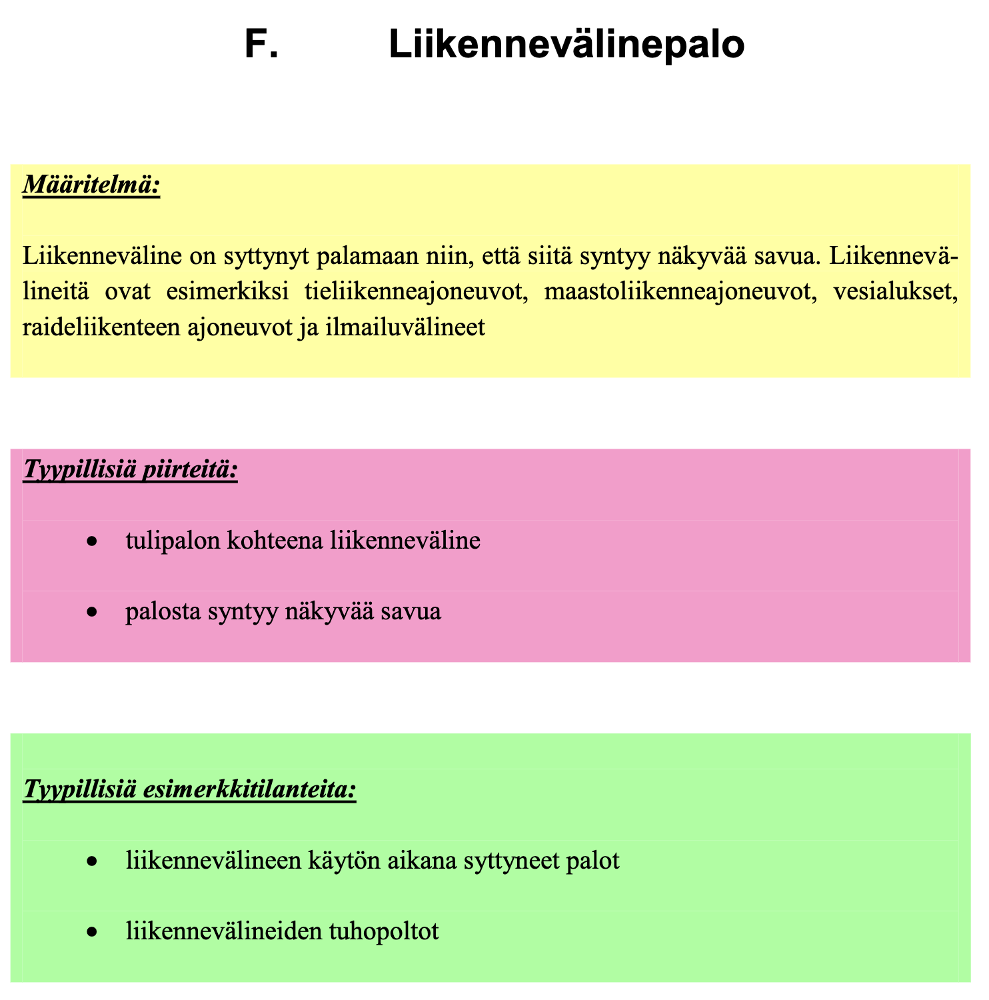 F. Liikennevälinepalo
Määritelmä:
Liikenneväline on syttynyt palamaan niin, että siitä syntyy näkyvää savua. Liikennevä-
lineitä ovat esimerkiksi tieliikenneajoneuvot, maastoliikenneajoneuvot, vesialukset,
raideliikenteen ajoneuvot ja ilmailuvälineet
Tyypillisiä piirteitä:
• tulipalon kohteena liikenneväline
• palosta syntyy näkyvää savua
Tyypillisiä esimerkkitilanteita:
• liikennevälineen käytön aikana syttyneet palot
• liikennevälineiden tuhopoltot